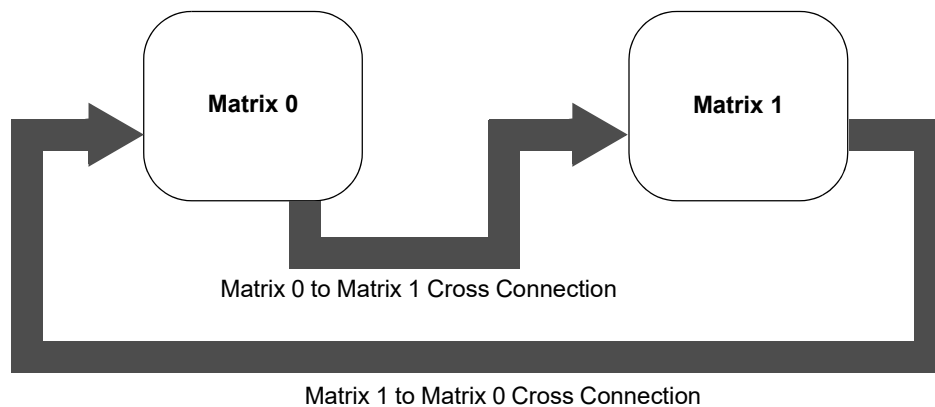 Matrix 0
Matrix 1
Matrix 0 to Matrix 1 Cross Connection
Matrix 1 to Matrix 0 Cross Connection